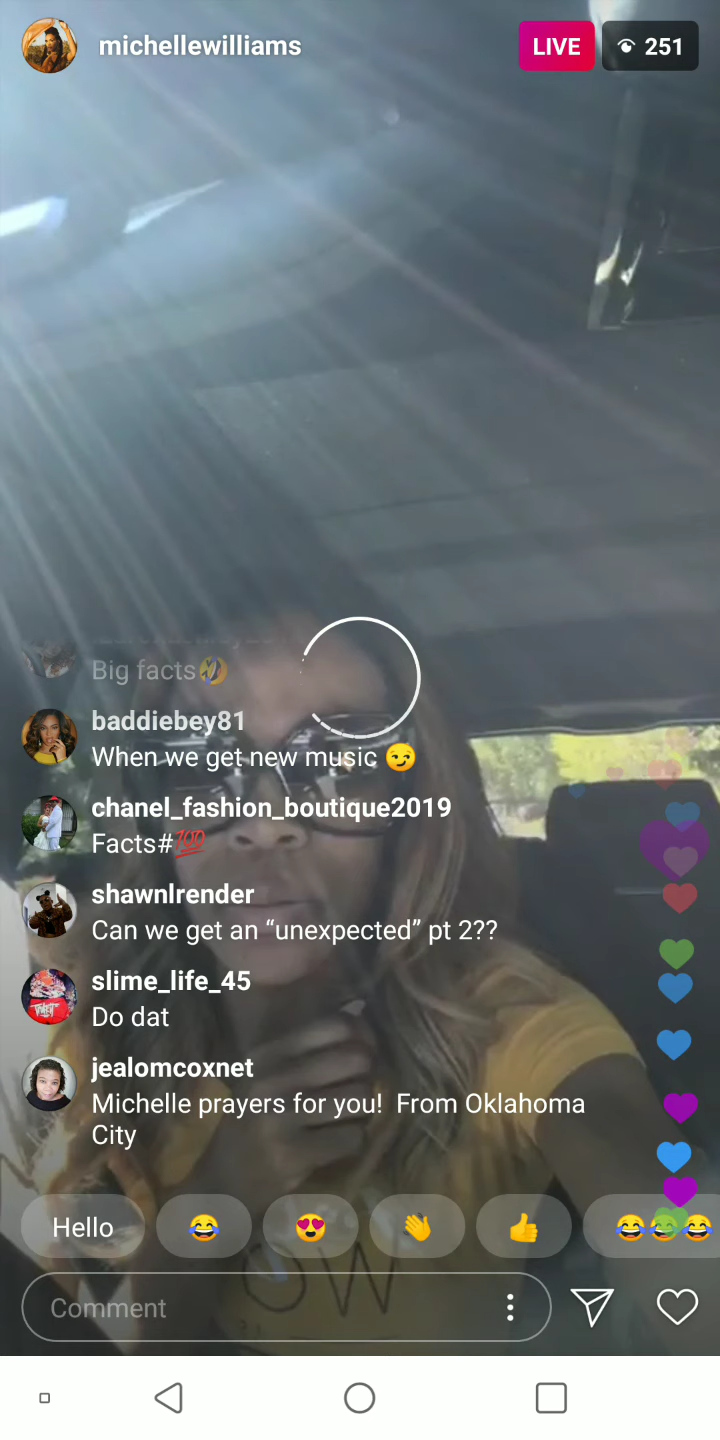 michellewilliams
LIVE
251
Big facts🤣
baddiebey81
When we get new music 😏
chanel_fashion_boutique2019
Facts#💯
shawnlrender
Can we get an “unexpected” pt 2??
slime_life_45
Do dat
jealomcoxnet
Michelle prayers for you! From Oklahoma
City
Hello 😂 😍 👋 👍 😂😂😂
OW
Comment